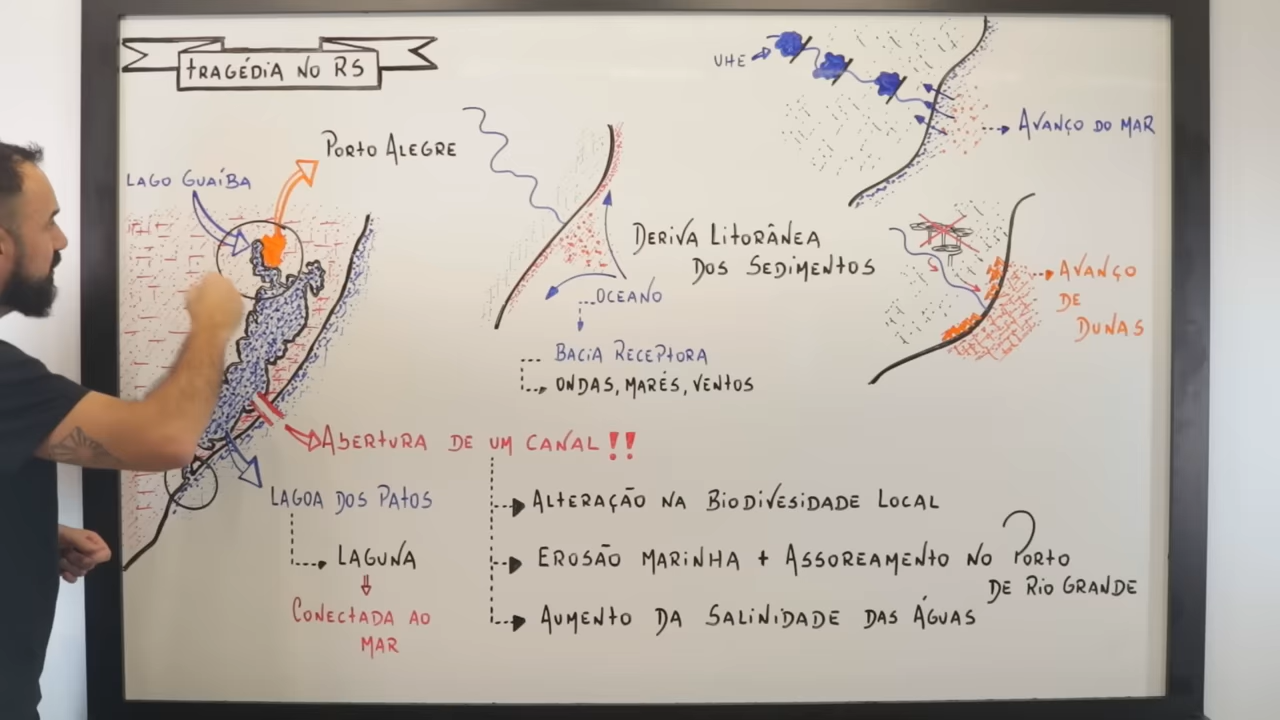 TRAGÉDIA NO RS
PORTO ALEGRE
LAGO GUAÍBA
UHE
AVANÇO DO MAR
DERIVA LITORÂNEA
DOS SEDIMENTOS
OCEANO
BACIA RECEPTORA
ONDAS, MARÉS, VENTOS
AVANÇO
DE
DUNAS
ABERTURA DE UM CANAL!!
LAGOA DOS PATOS
LAGUNA
CONECTADA AO
MAR
ALTERAÇÃO NA BIODIVESIDADE LOCAL
EROSÃO MARINHA + ASSOREAMENTO NO PORTO
DE RIO GRANDE
AUMENTO DA SALINIDADE DAS ÁGUAS